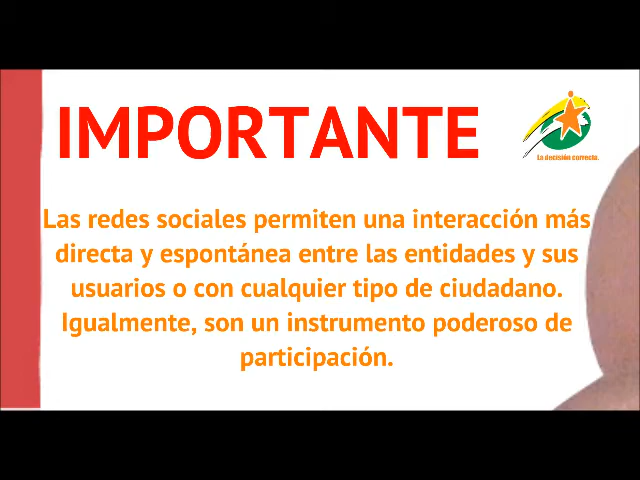 IMPORTANTE
La decisión correcta.
Las redes sociales permiten una interacción más
directa y espontánea entre las entidades y sus
usuarios o con cualquier tipo de ciudadano.
Igualmente, son un instrumento poderoso de
participación.